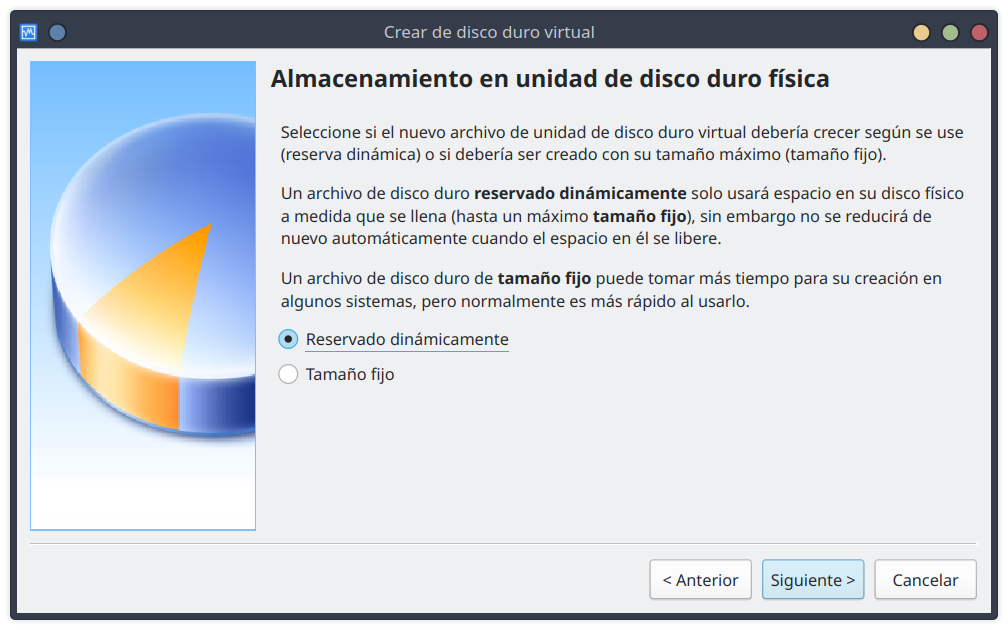 Crear de disco duro virtual
Almacenamiento en unidad de disco duro física
Seleccione si el nuevo archivo de unidad de disco duro virtual debería crecer según se use
(reserva dinámica) o si debería ser creado con su tamaño máximo (tamaño fijo).
Un archivo de disco duro reservado dinámicamente solo usará espacio en su disco físico
a medida que se llena (hasta un máximo tamaño fijo), sin embargo no se reducirá de
nuevo automáticamente cuando el espacio en él se libere.
Un archivo de disco duro de tamaño fijo puede tomar más tiempo para su creación en
algunos sistemas, pero normalmente es más rápido al usarlo.
Reservado dinámicamente
Tamaño fijo
< Anterior
Siguiente >
Cancelar